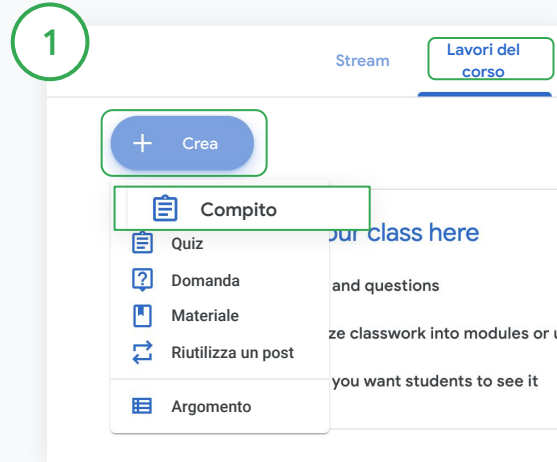 1
Stream
Lavori del
corso
Crea
Compito
Quiz
our class here
Domanda
and questions
Materiale
ze classwork into modules or
Riutilizza un post
you want students to see it
Argomento